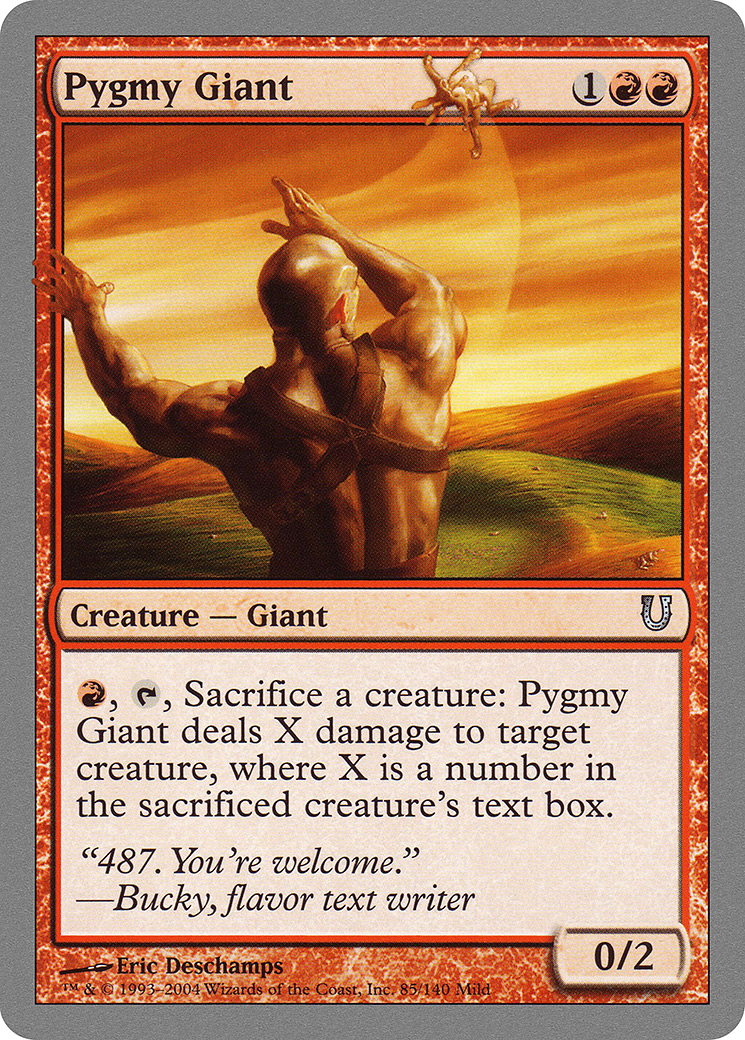 Pygmy Giant 1
Creature — Giant
, , Sacrifice a creature: Pygmy
Giant deals X damage to target
creature, where X is a number in
the sacrificed creature's text box.
“487. You're welcome.”
—Bucky, flavor text writer
0/2
Eric Deschamps
™ & © 1993–2004 Wizards of the Coast, Inc. 85/140 Mild